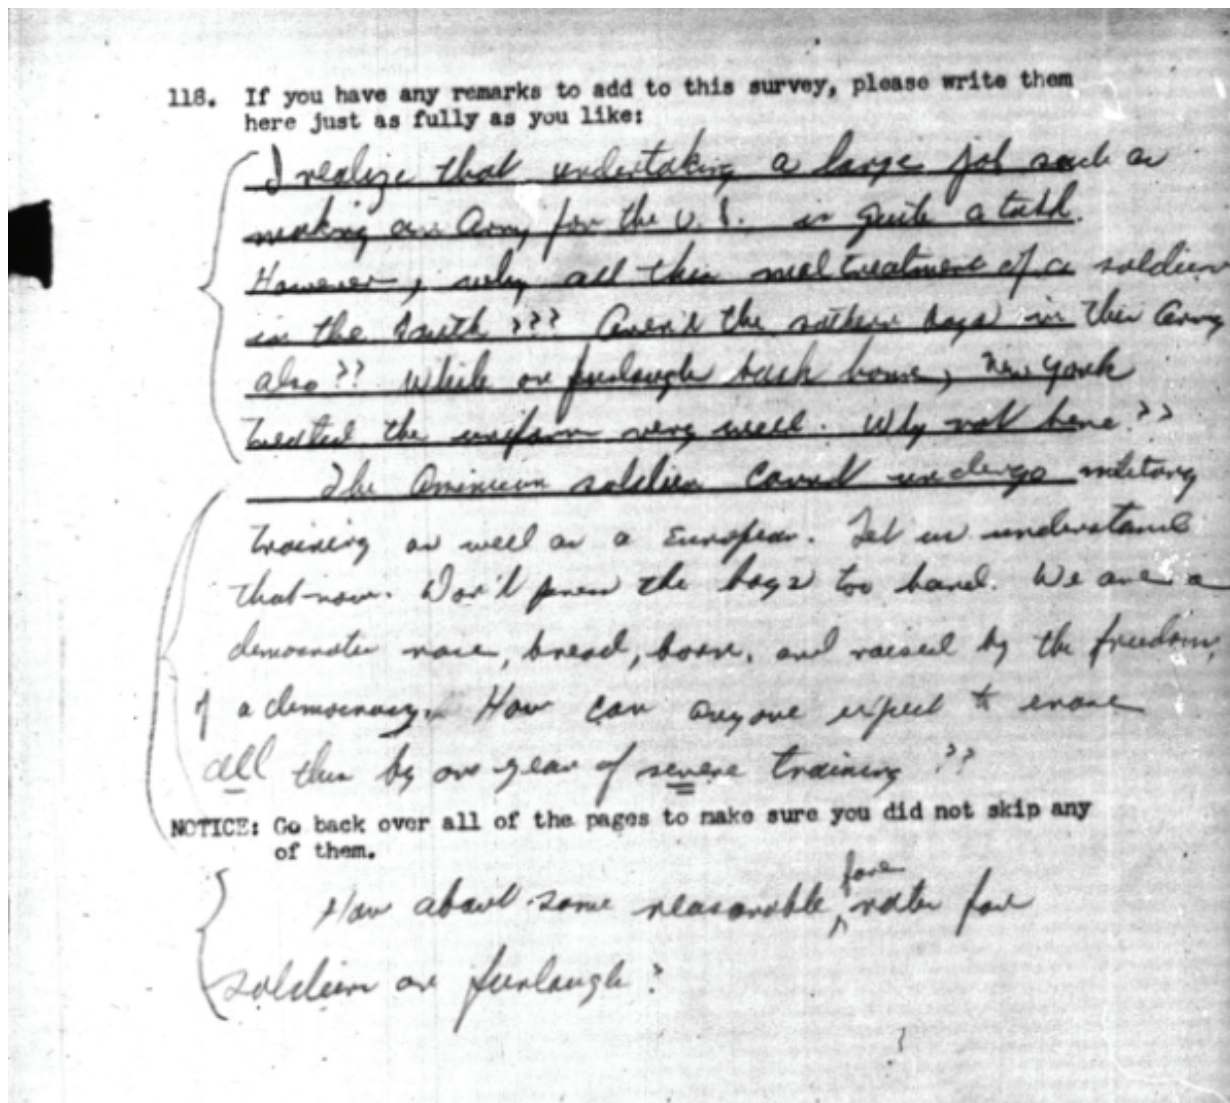 118. If you have any remarks to add to this survey, please write them
here just as fully as you like:
I realize that undertaking a large job such as
making an Army for the U.S. is quite a task.
However, why all this maltreatment of a soldier
in the South ??? Aren't the southern boys in this Army
also ?? While on furlough back home, New York
treated the uniform very well. Why not here ??
The American soldier cannot undergo military
training as well as a European. Let us understand
that now. Don't press the boys too hard. We are a
democratic race, bread, born, and raised by the freedom
of a democracy. How can anyone expect to erase
all this by one year of severe training ??
NOTICE: Go back over all of the pages to make sure you did not skip any
of them.
How about some reasonable fare rates for
soldiers on furlough ?